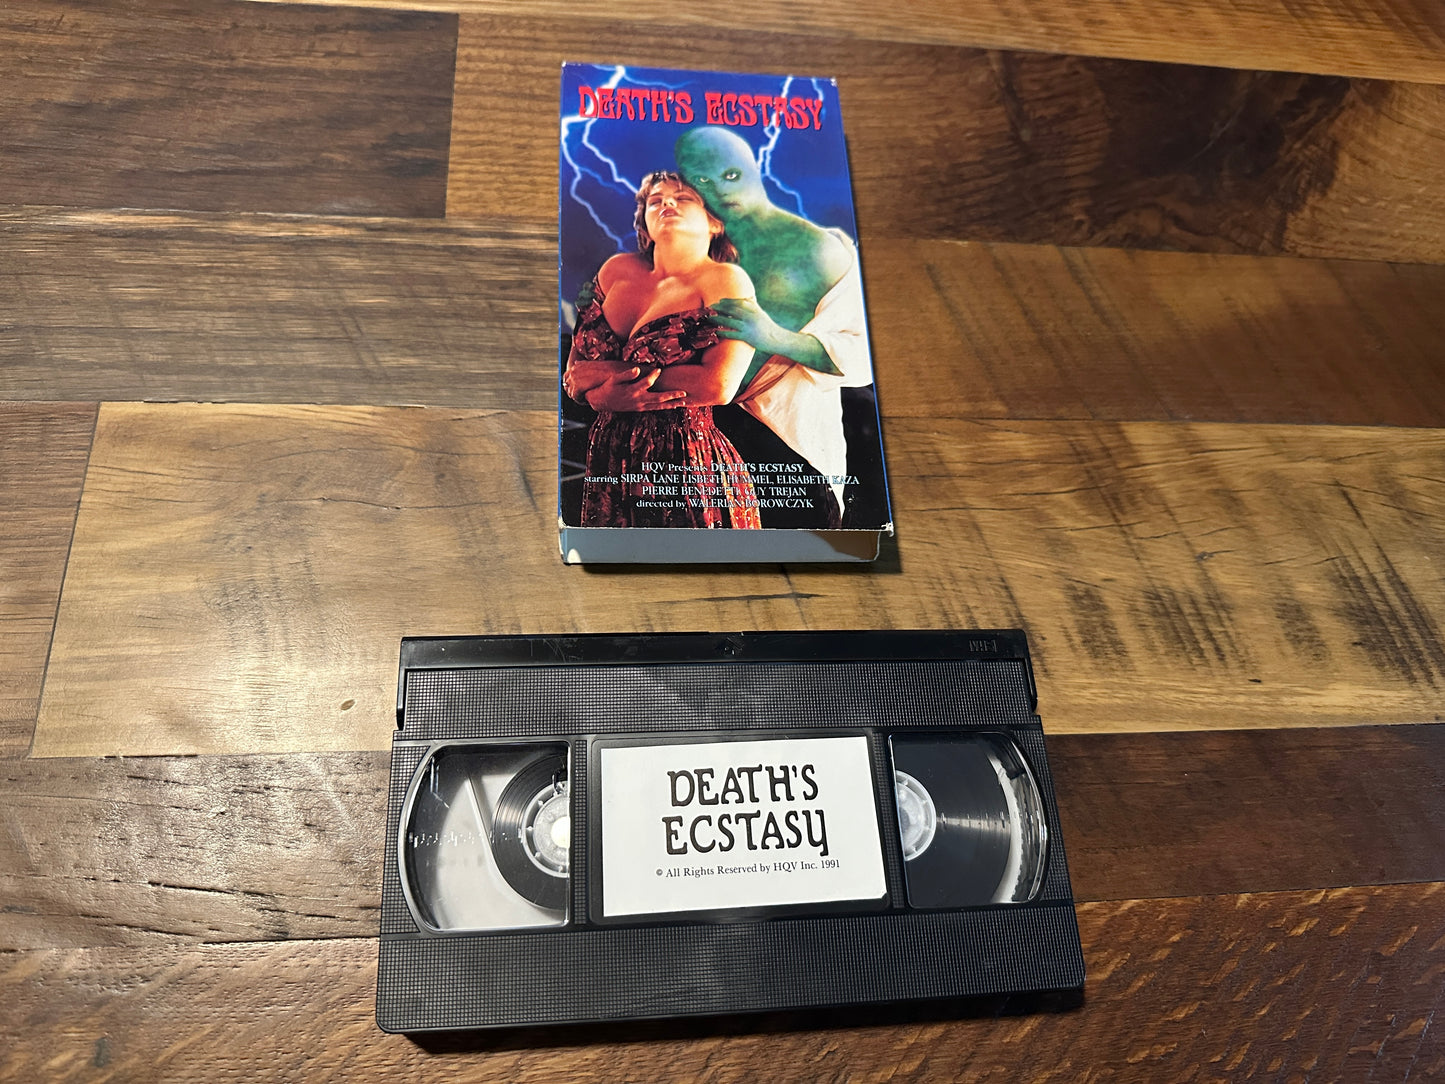 DEATH'S ECSTASY
HQV Presents DEATH'S ECSTASY
starring SIRPA LANE LISBETH HUMMEL, ELISABETH KAZA
PIERRE BENEDETTI, GUY TREJAN
directed by WALERIAN BOROWCZYK
DEATH'S
ECSTASY
© All Rights Reserved by HQV Inc. 1991